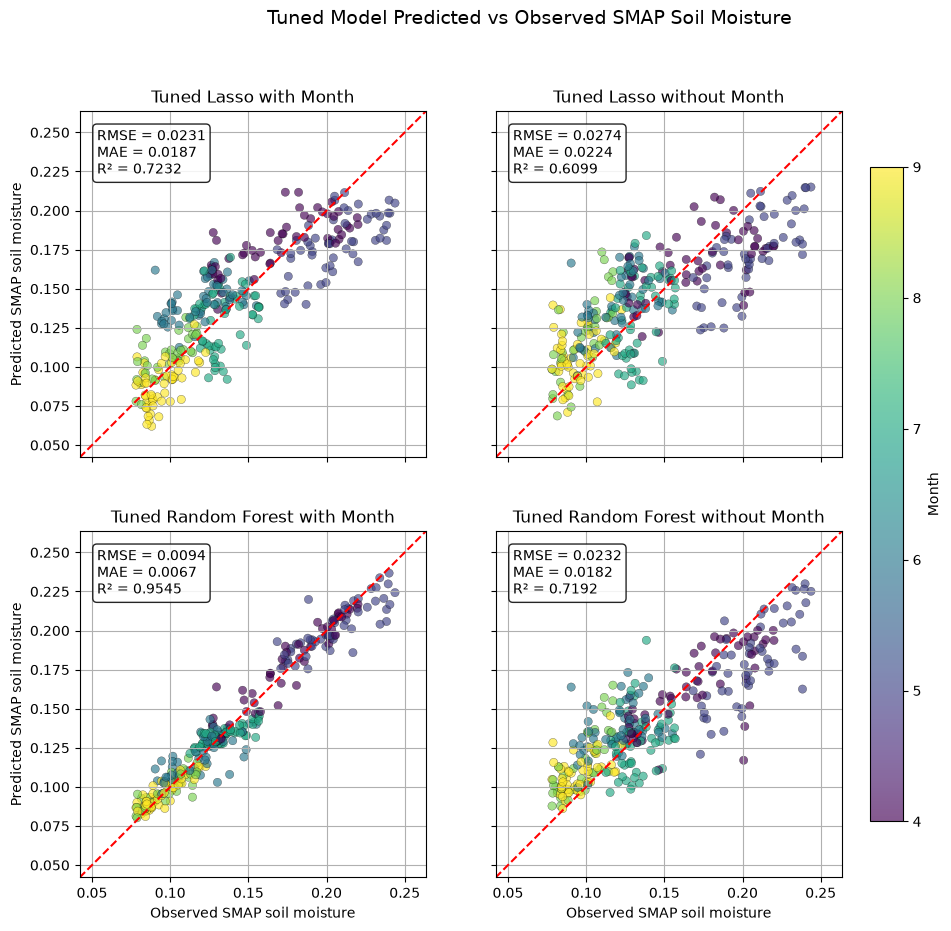 Tuned Model Predicted vs Observed SMAP Soil Moisture
Tuned Lasso with Month
RMSE = 0.0231
MAE = 0.0187
R² = 0.7232
0.250
0.225
0.200
0.175
0.150
0.125
0.100
0.075
0.050
Predicted SMAP soil moisture
Tuned Lasso without Month
RMSE = 0.0274
MAE = 0.0224
R² = 0.6099
Tuned Random Forest with Month
RMSE = 0.0094
MAE = 0.0067
R² = 0.9545
0.250
0.225
0.200
0.175
0.150
0.125
0.100
0.075
0.050
Predicted SMAP soil moisture
0.05 0.10 0.15 0.20 0.25
Observed SMAP soil moisture
Tuned Random Forest without Month
RMSE = 0.0232
MAE = 0.0182
R² = 0.7192
0.05 0.10 0.15 0.20 0.25
Observed SMAP soil moisture
9
8
7
6
5
4
Month